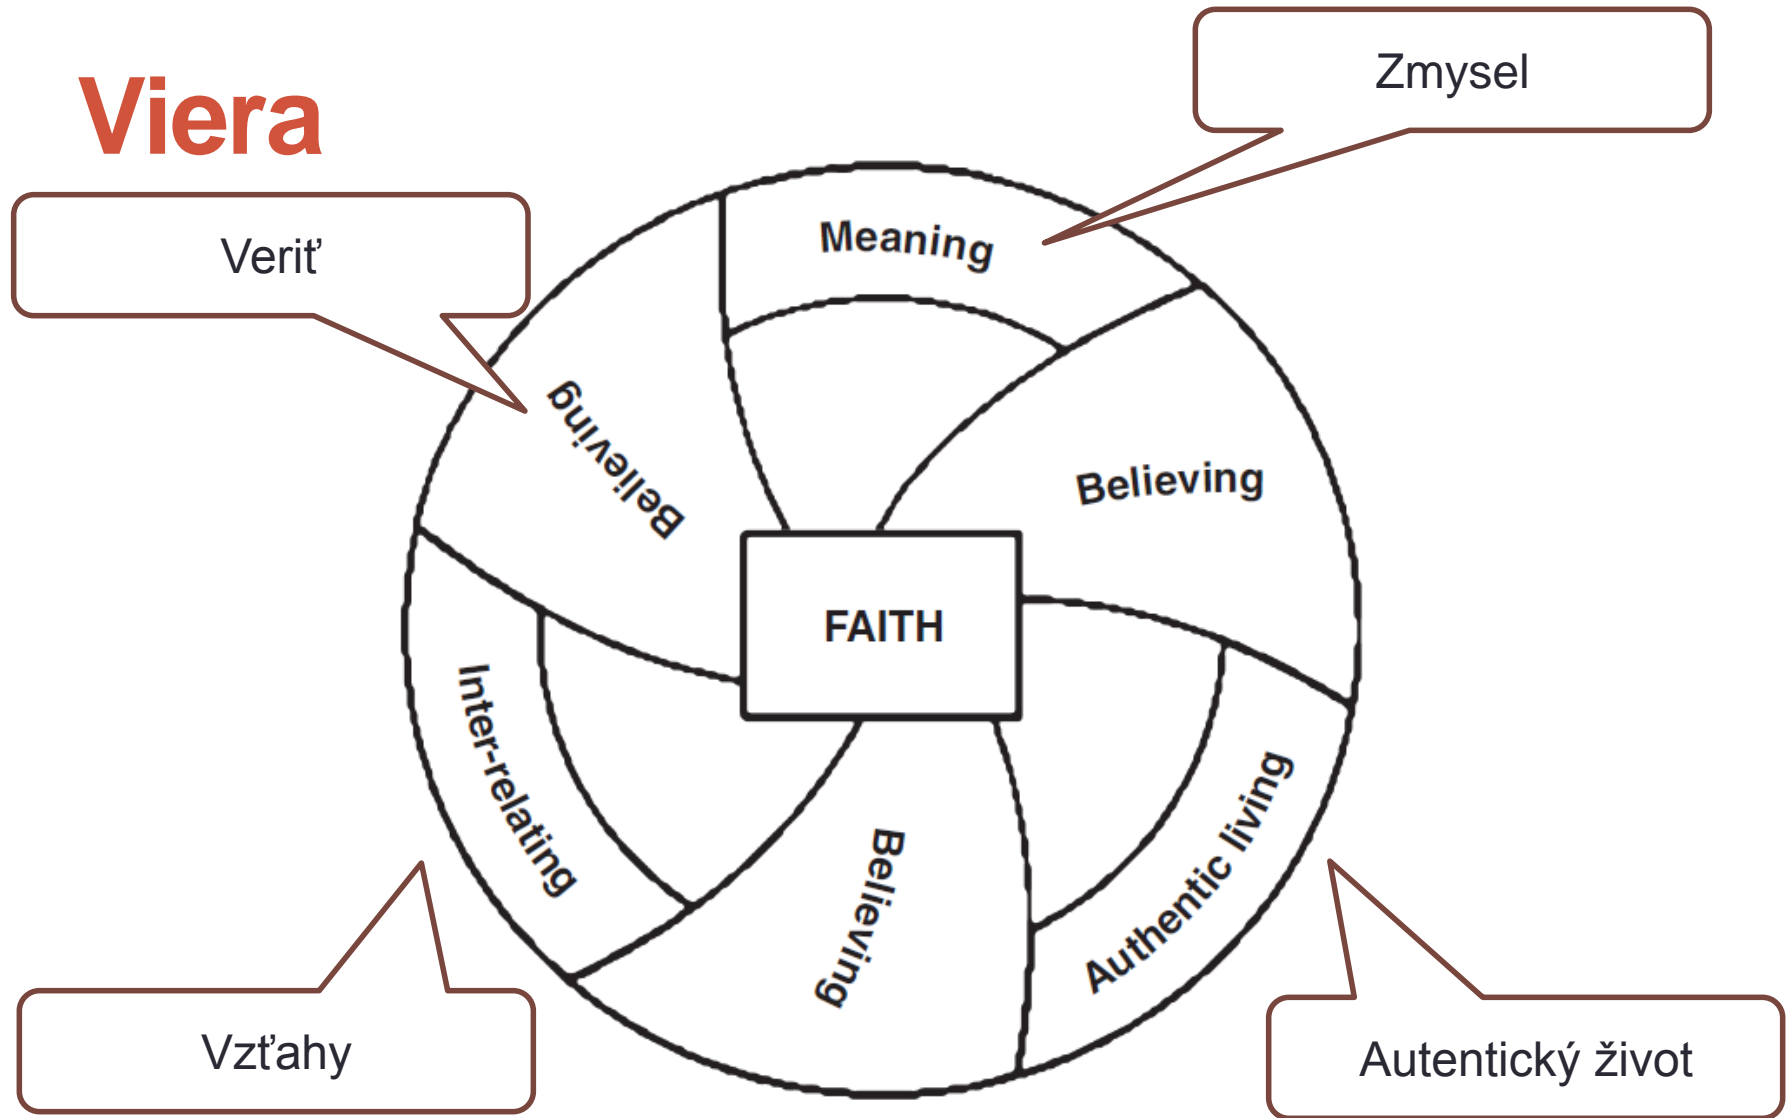 Viera
Zmysel
Veriť
Meaning
Believing
Believing
FAITH
Inter-relating
Believing
Authentic living
Vzťahy
Autentický život